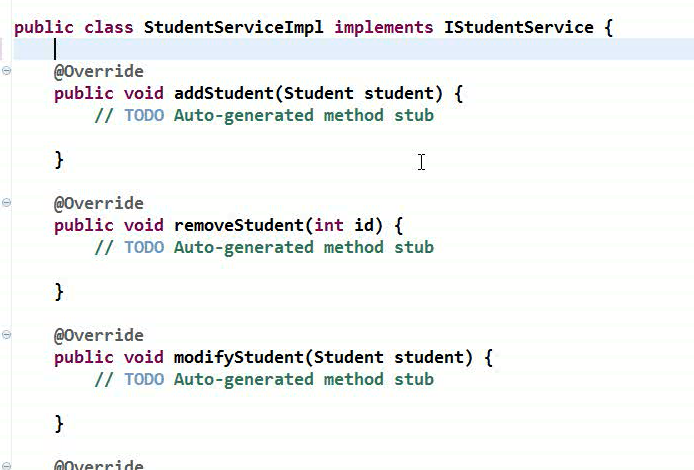 public class StudentServiceImpl implements IStudentService {
@Override
public void addStudent(Student student) {
// TODO Auto-generated method stub
}
@Override
public void removeStudent(int id) {
// TODO Auto-generated method stub
}
@Override
public void modifyStudent(Student student) {
// TODO Auto-generated method stub
}
@Override